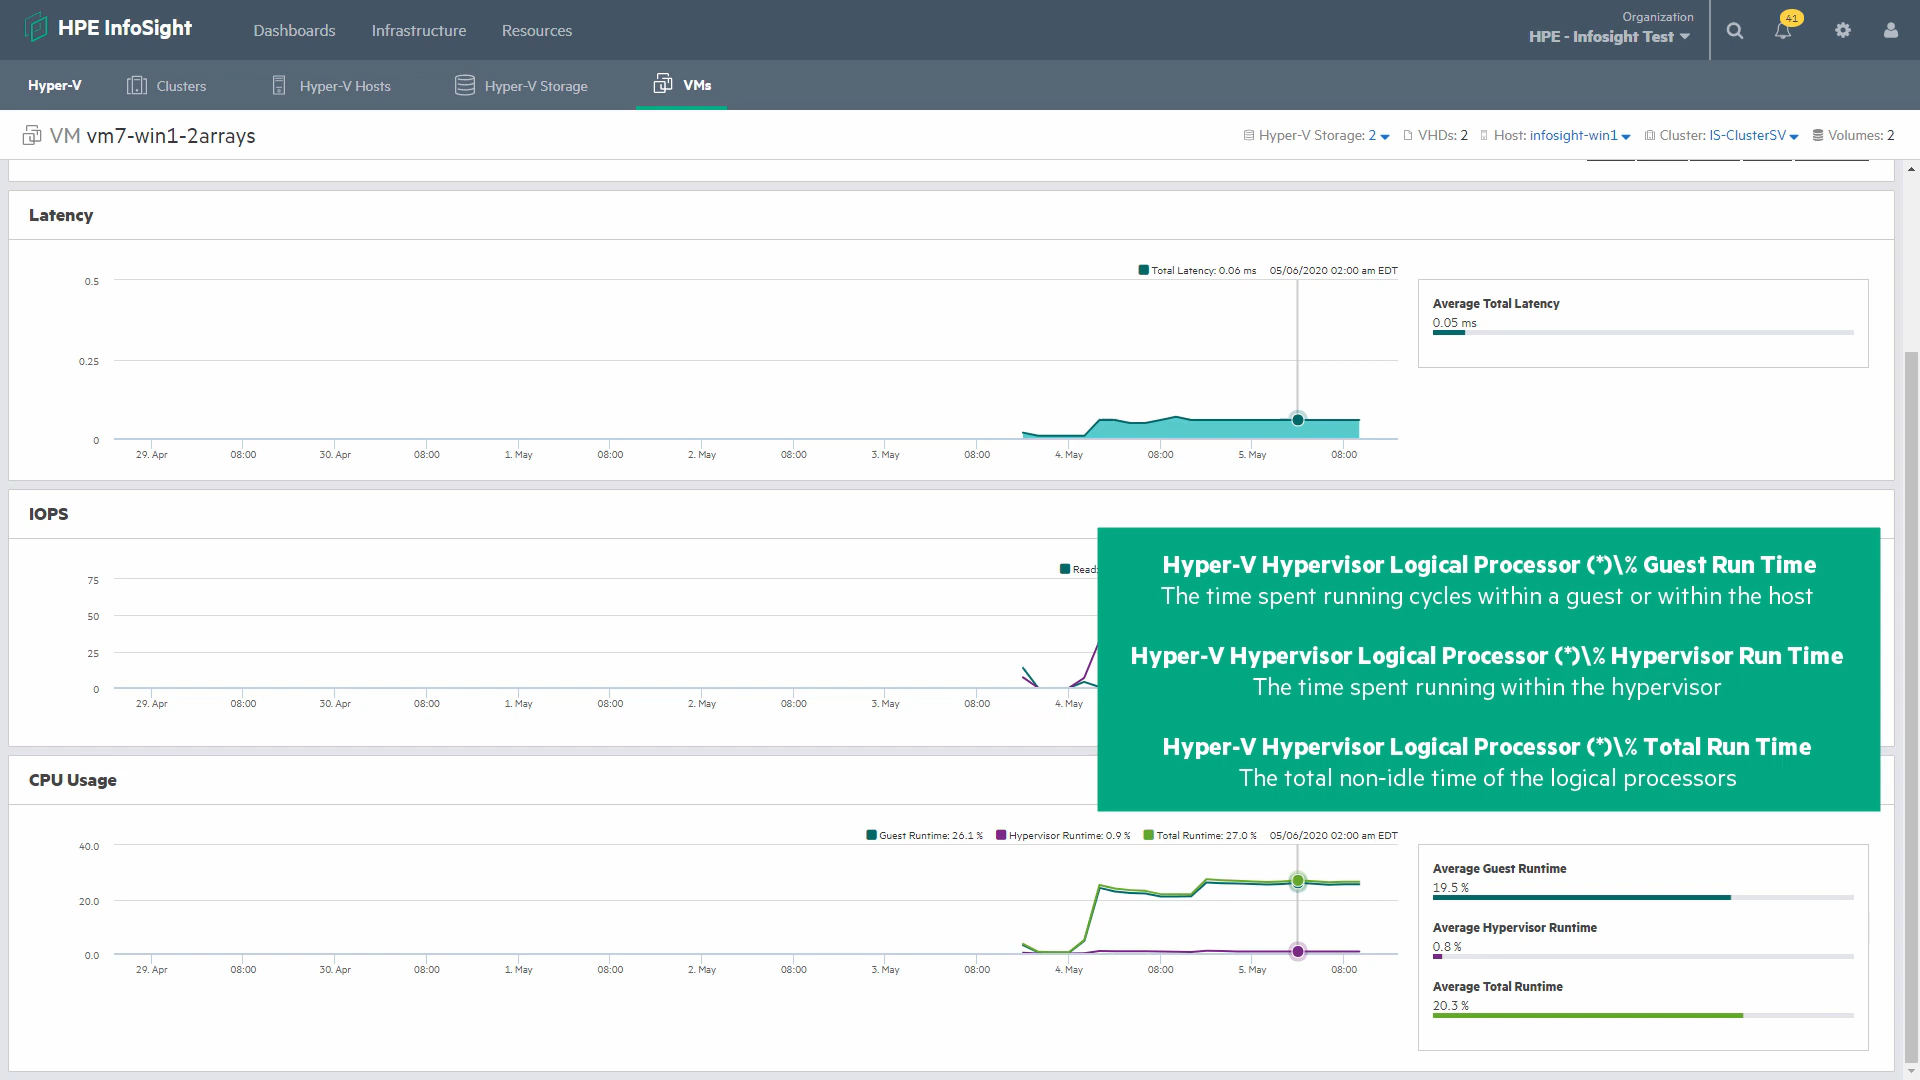 HPE InfoSight
Dashboards
Infrastructure
Resources
Organization
HPE - Infosight Test
41
Hyper-V
Clusters
Hyper-V Hosts
Hyper-V Storage
VMs
VM vm7-win1-2arrays
Hyper-V Storage: 2
VHDs: 2
Host: infosight-win1
Cluster: IS-ClusterSV
Volumes: 2
Latency
Total Latency: 0.06 ms 05/06/2020 02:00 am EDT
0.5
0.25
0
29. Apr 08:00 30. Apr 08:00 1. May 08:00 2. May 08:00 3. May 08:00 4. May 08:00 5. May 08:00
Average Total Latency
0.05 ms
IOPS
Read:
75
50
25
0
29. Apr 08:00 30. Apr 08:00 1. May 08:00 2. May 08:00 3. May 08:00 4. May
Hyper-V Hypervisor Logical Processor (*)\% Guest Run Time
The time spent running cycles within a guest or within the host
Hyper-V Hypervisor Logical Processor (*)\% Hypervisor Run Time
The time spent running within the hypervisor
Hyper-V Hypervisor Logical Processor (*)\% Total Run Time
The total non-idle time of the logical processors
CPU Usage
Guest Runtime: 26.1 % Hypervisor Runtime: 0.9 % Total Runtime: 27.0 % 05/06/2020 02:00 am EDT
40.0
20.0
0.0
29. Apr 08:00 30. Apr 08:00 1. May 08:00 2. May 08:00 3. May 08:00 4. May 08:00 5. May 08:00
Average Guest Runtime
19.5 %
Average Hypervisor Runtime
0.8 %
Average Total Runtime
20.3 %